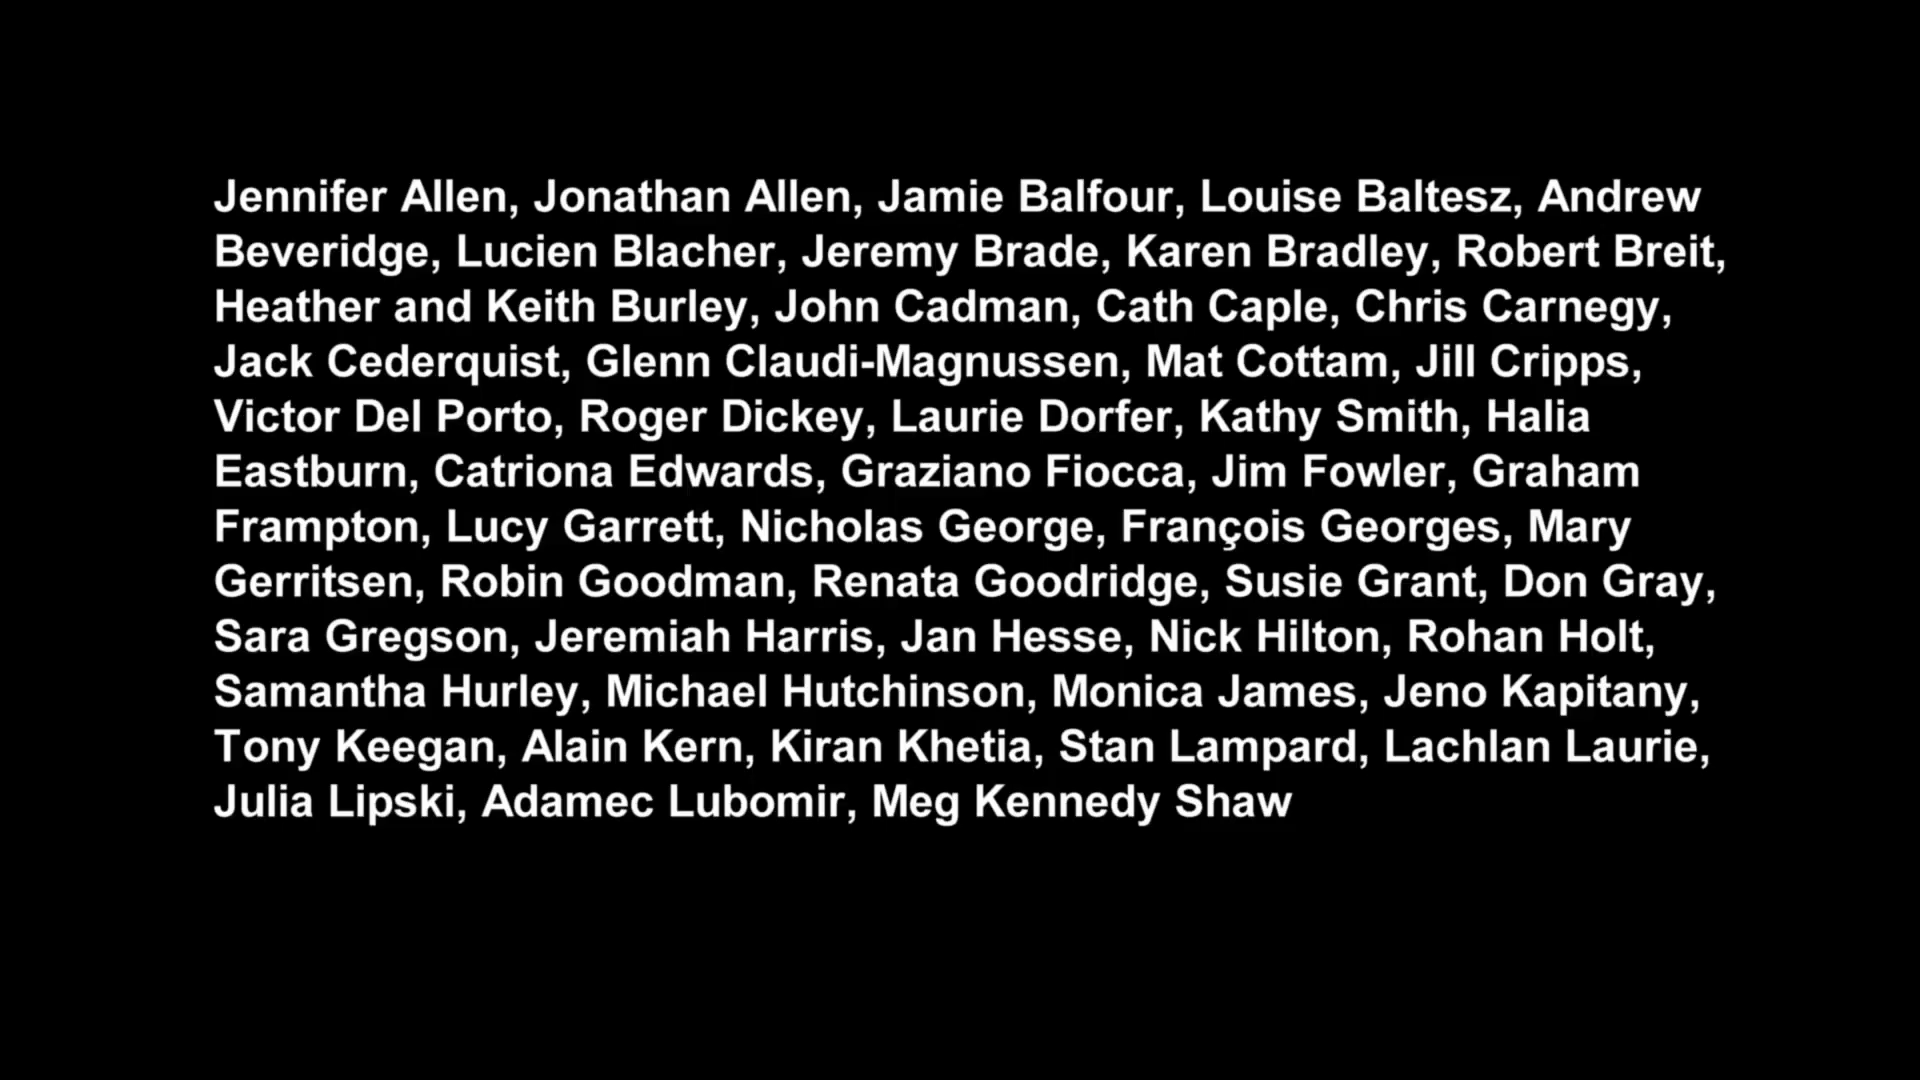 Jennifer Allen, Jonathan Allen, Jamie Balfour, Louise Baltesz, Andrew
Beveridge, Lucien Blacher, Jeremy Brade, Karen Bradley, Robert Breit,
Heather and Keith Burley, John Cadman, Cath Caple, Chris Carnegy,
Jack Cederquist, Glenn Claudi-Magnussen, Mat Cottam, Jill Cripps,
Victor Del Porto, Roger Dickey, Laurie Dorfer, Kathy Smith, Halia
Eastburn, Catriona Edwards, Graziano Fiocca, Jim Fowler, Graham
Frampton, Lucy Garrett, Nicholas George, François Georges, Mary
Gerritsen, Robin Goodman, Renata Goodridge, Susie Grant, Don Gray,
Sara Gregson, Jeremiah Harris, Jan Hesse, Nick Hilton, Rohan Holt,
Samantha Hurley, Michael Hutchinson, Monica James, Jeno Kapitany,
Tony Keegan, Alain Kern, Kiran Khetia, Stan Lampard, Lachlan Laurie,
Julia Lipski, Adamec Lubomir, Meg Kennedy Shaw